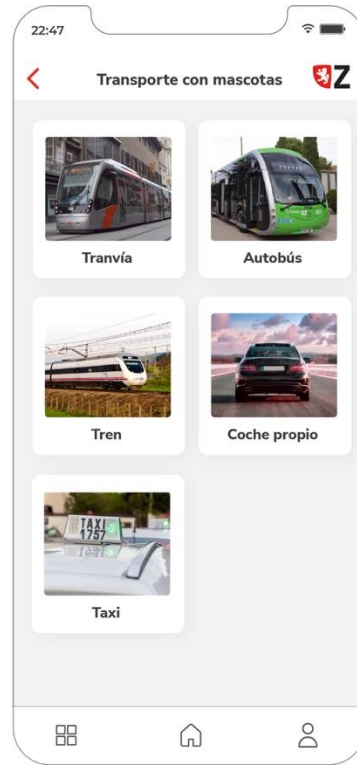 22:47
Transporte con mascotas
Z
Tranvía
Autobús
Tren
Coche propio
TAXI
1757
Taxi